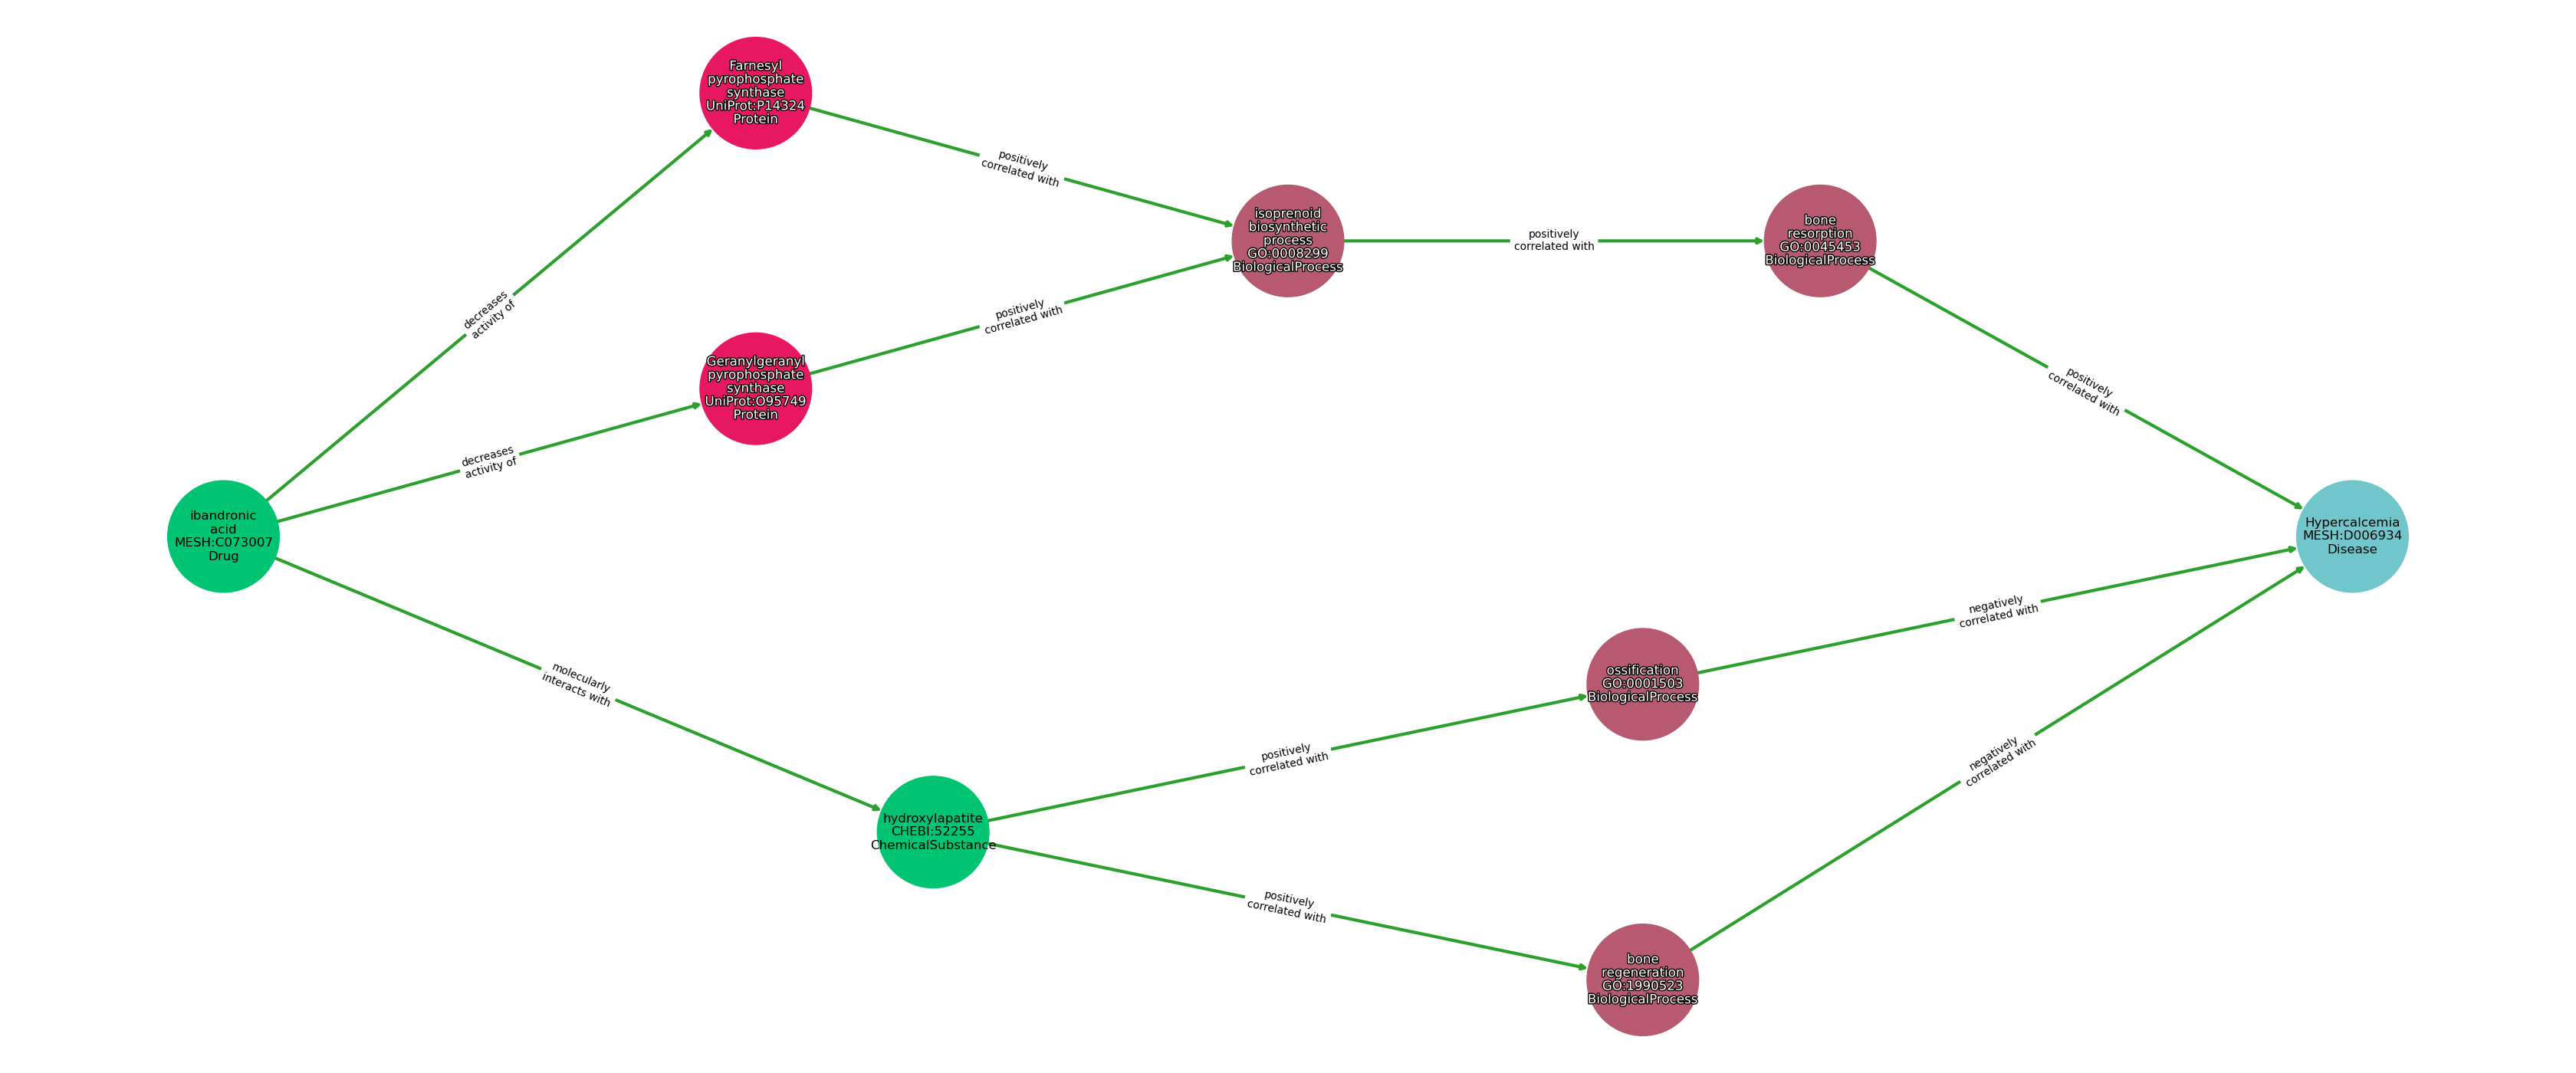 Farnesyl
pyrophosphate
synthase
UniProt:P14324
Protein
positively
correlated with
isoprenoid
biosynthetic
process
GO:0008299
BiologicalProcess
positively
correlated with
bone
resorption
GO:0045453
BiologicalProcess
decreases
activity of
positively
correlated with
Geranylgeranyl
pyrophosphate
synthase
UniProt:O95749
Protein
positively
correlated with
decreases
activity of
ibandronic
acid
MESH:C073007
Drug
Hypercalcemia
MESH:D006934
Disease
negatively
correlated with
molecularly
interacts with
ossification
GO:0001503
BiologicalProcess
positively
correlated with
negatively
correlated with
hydroxylapatite
CHEBI:52255
ChemicalSubstance
positively
correlated with
bone
regeneration
GO:1990523
BiologicalProcess